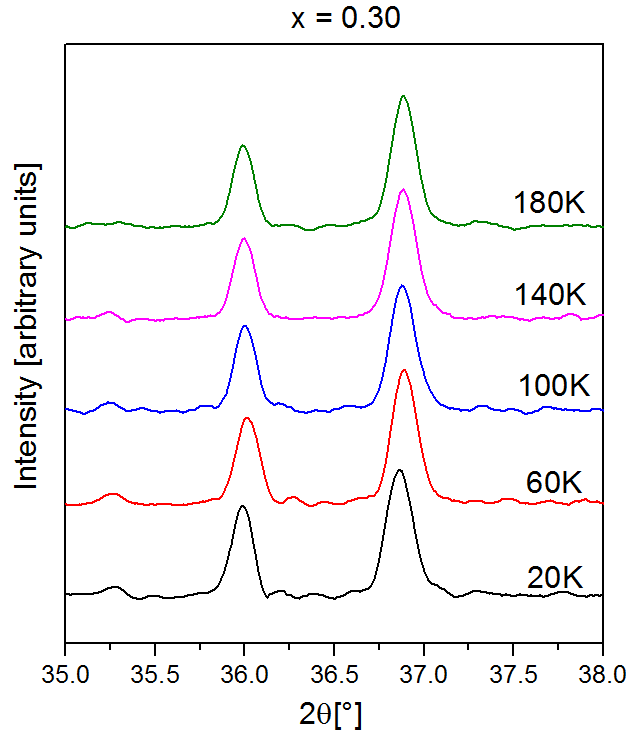 x = 0.30
Intensity [arbitrary units]
180K
140K
100K
60K
20K
35.0 35.5 36.0 36.5 37.0 37.5 38.0
2θ[°]